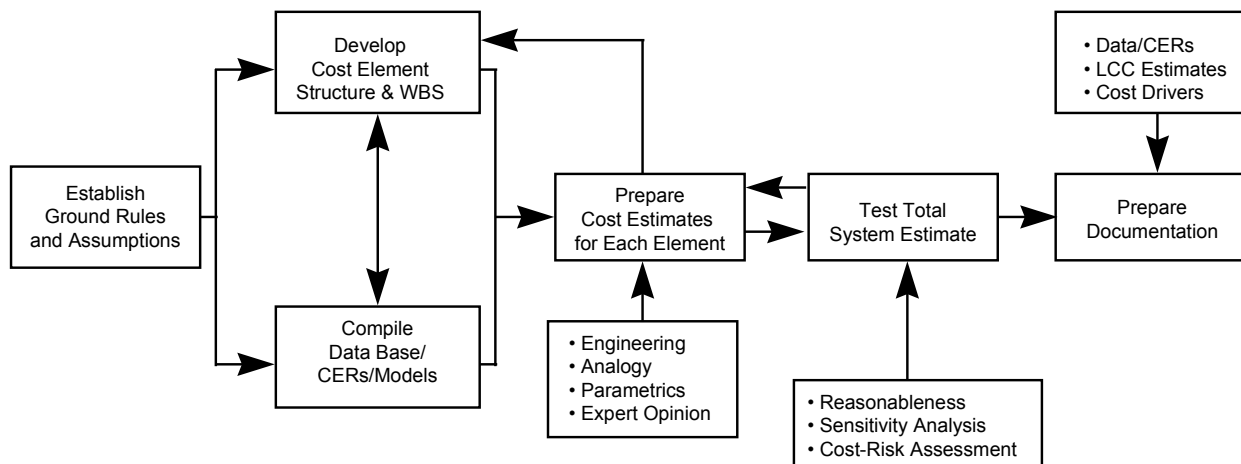 Develop
Cost Element
Structure & WBS
• Data/CERs
• LCC Estimates
• Cost Drivers
Establish
Ground Rules
and Assumptions
Prepare
Cost Estimates
for Each Element
Test Total
System Estimate
Prepare
Documentation
Compile
Data Base/
CERs/Models
• Engineering
• Analogy
• Parametrics
• Expert Opinion
• Reasonableness
• Sensitivity Analysis
• Cost-Risk Assessment